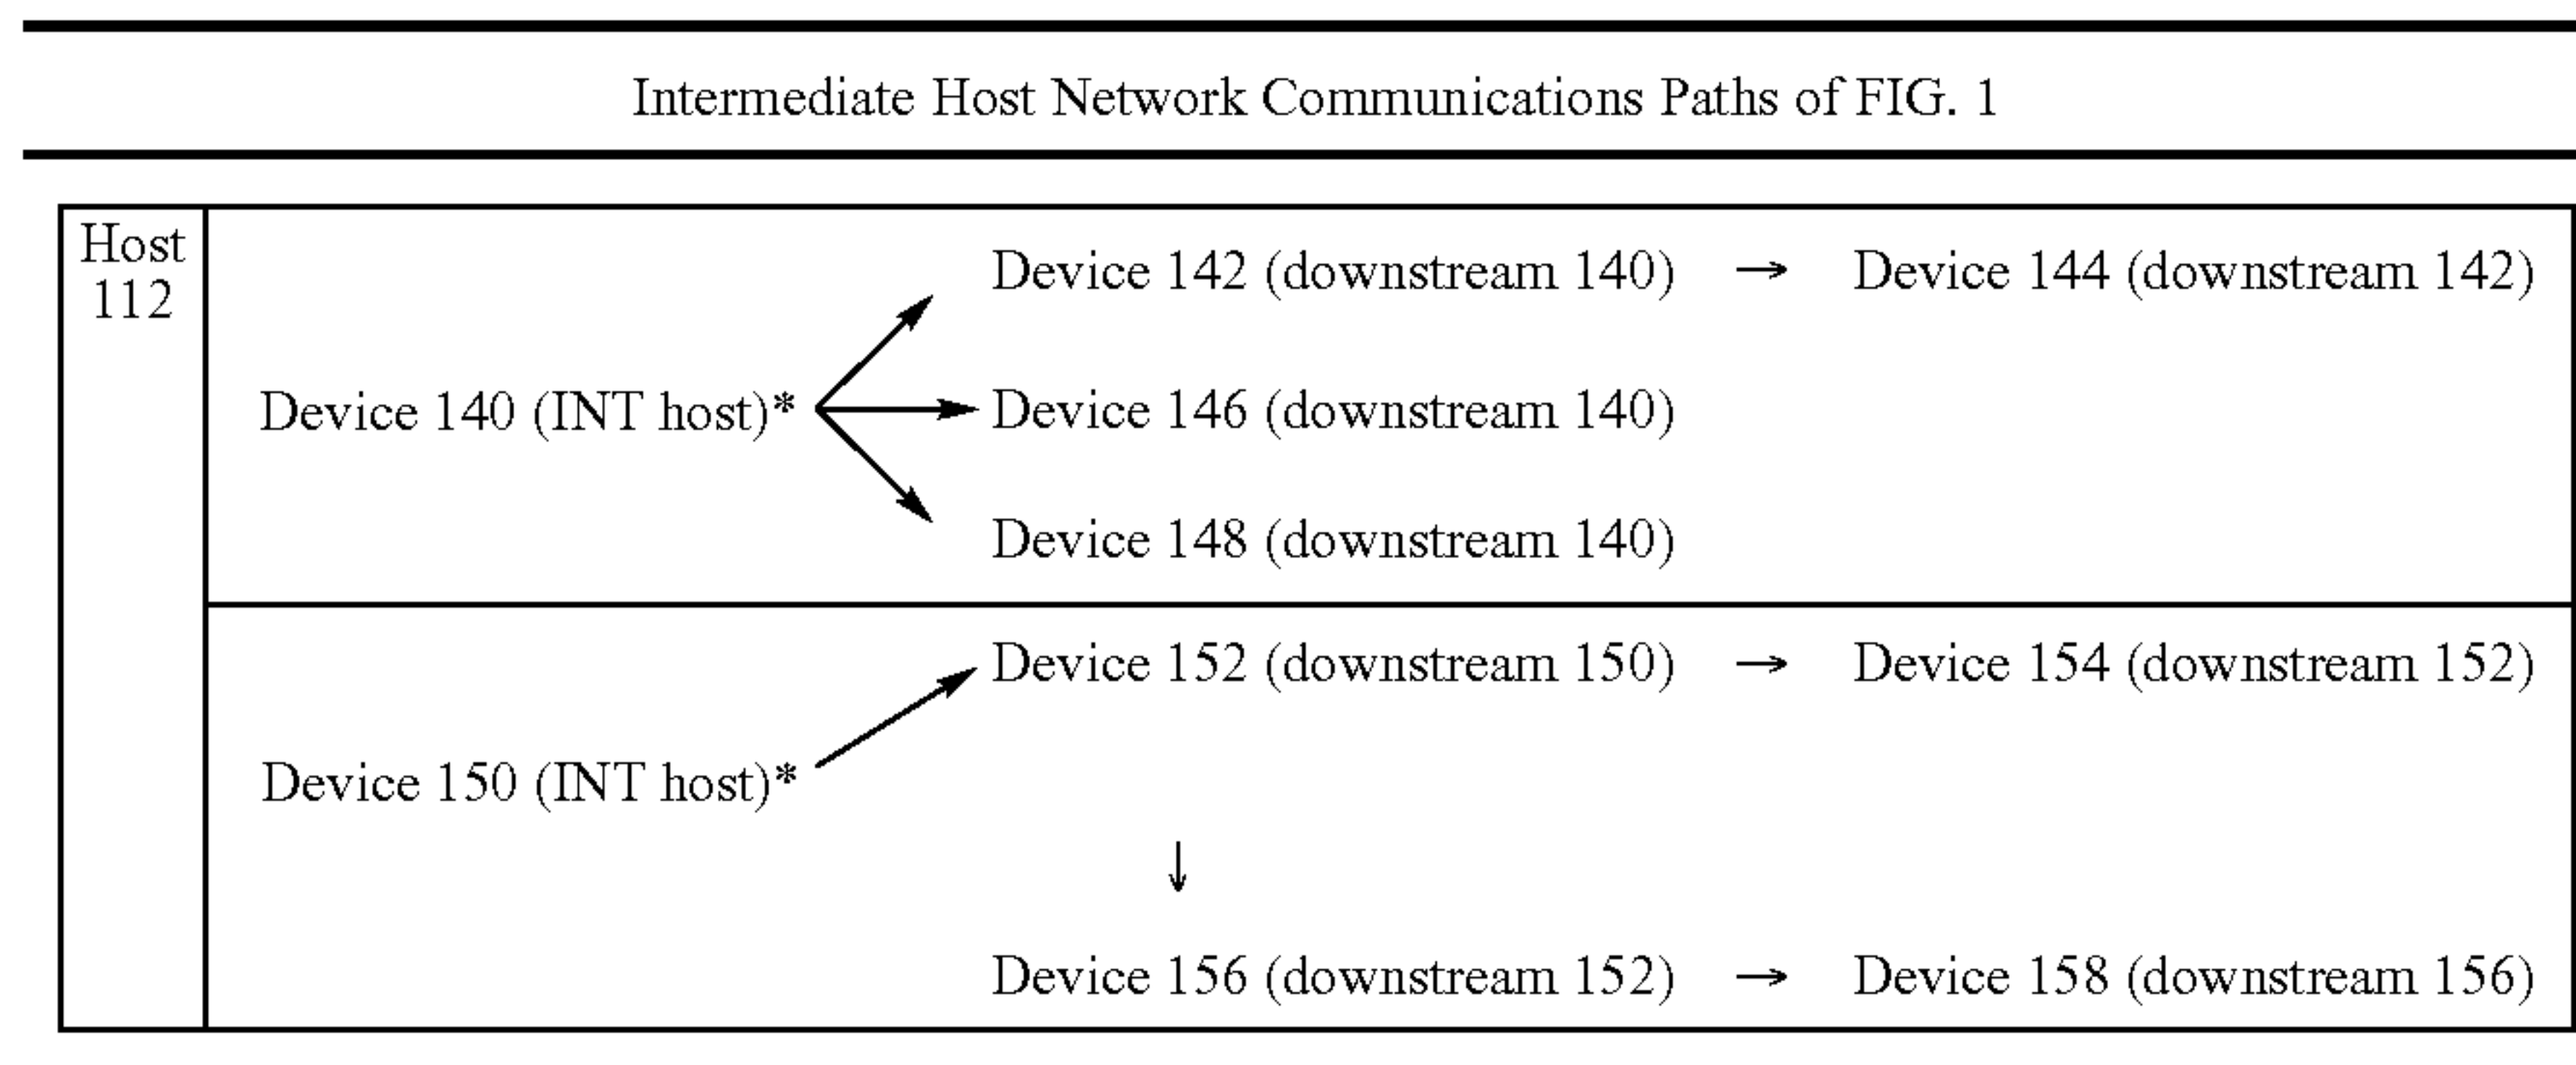 Intermediate Host Network Communications Paths of FIG. 1
Host
112
Device 142 (downstream 140) → Device 144 (downstream 142)
Device 140 (INT host)* Device 146 (downstream 140)
Device 148 (downstream 140)
Device 152 (downstream 150) → Device 154 (downstream 152)
Device 150 (INT host)*
↓
Device 156 (downstream 152) → Device 158 (downstream 156)